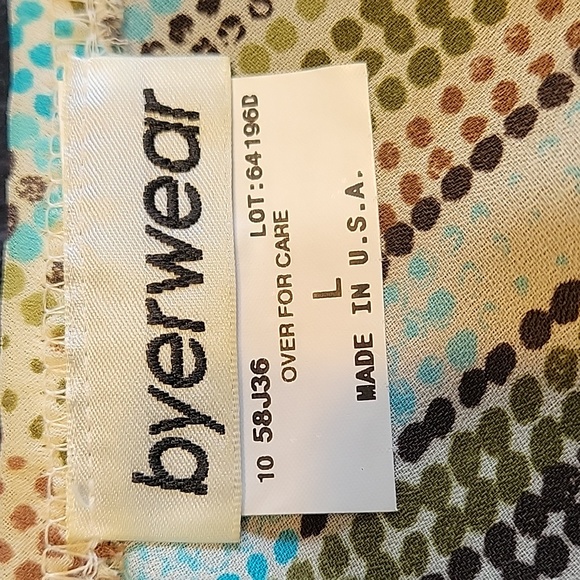 byerwear
10 58J36 LOT:64196D
OVER FOR CARE
L
MADE IN U.S.A.